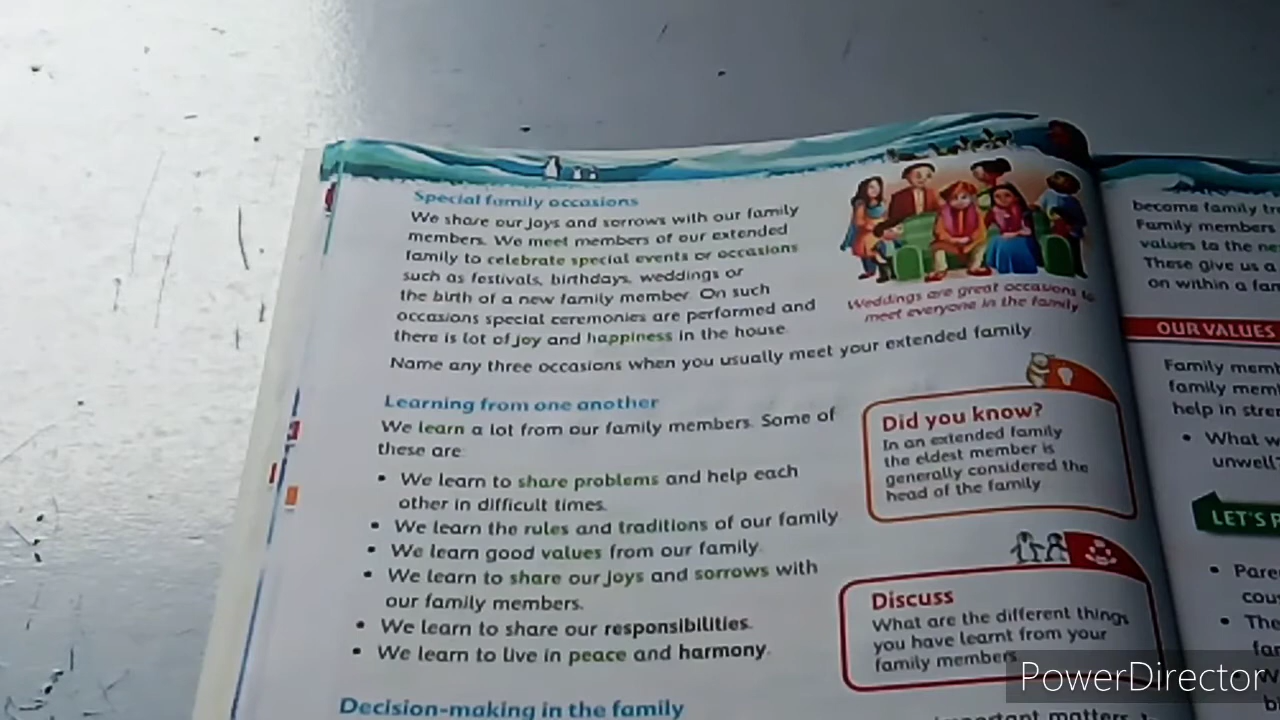 Special family occasions
We share our joys and sorrows with our family
members. We meet members of our extended
family to celebrate special events or occasions
such as festivals, birthdays, weddings or
the birth of a new family member. On such
occasions special ceremonies are performed and
there is lot of joy and happiness in the house.
Weddings are great occasions to
meet everyone in the family
Name any three occasions when you usually meet your extended family
Learning from one another
We learn a lot from our family members. Some of
these are
• We learn to share problems and help each
other in difficult times.
• We learn the rules and traditions of our family
• We learn good values from our family.
• We learn to share our joys and sorrows with
our family members.
• We learn to share our responsibilities.
• We learn to live in peace and harmony.
Did you know?
In an extended family
the eldest member is
generally considered the
head of the family
Discuss
What are the different things
you have learnt from your
family members
Decision-making in the family
important matters
become family
Family members
values to the
These give us a
on within a
OUR VALUES
Family
family
help in
• What
unwell?
LET'S
•
• The
PowerDirector